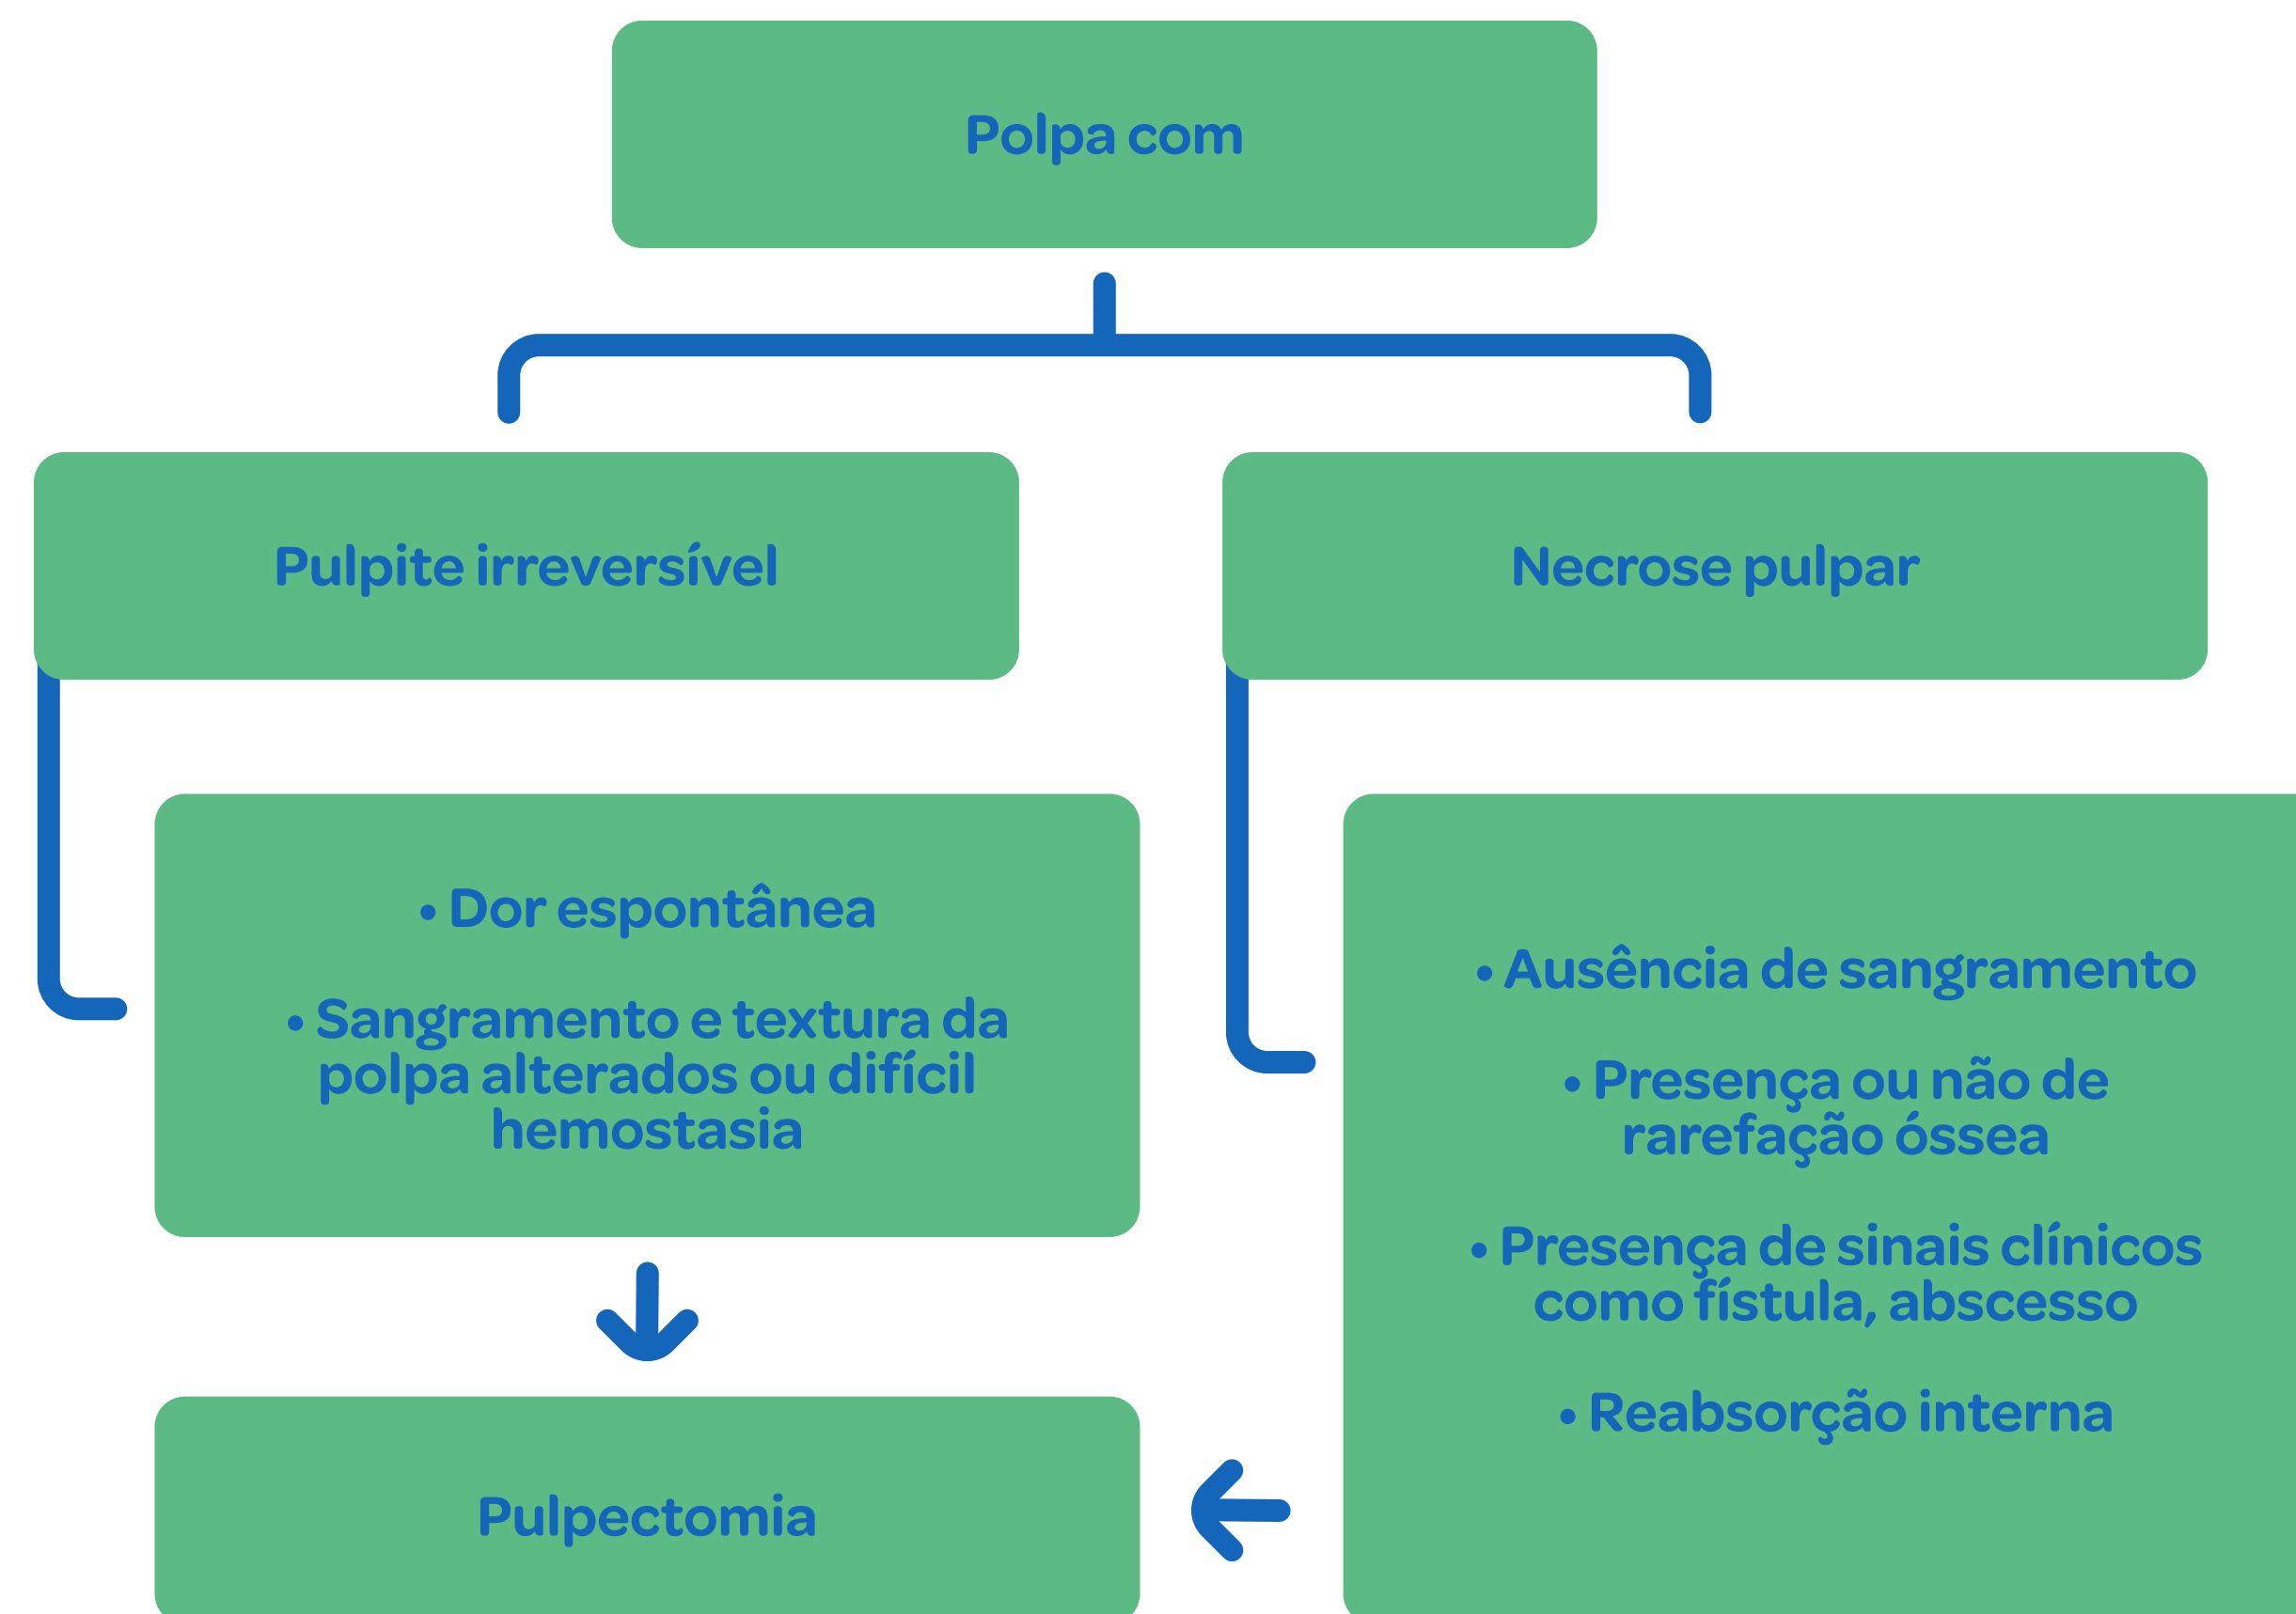 Polpa com
Pulpite irreversível
Necrose pulpar
• Dor espontânea
• Sangramento e textura da
polpa alterados ou difícil
hemostasia
• Ausência de sangramento
• Presença ou não de
rarefação óssea
• Presença de sinais clínicos
como fístula, abscesso
• Reabsorção interna
Pulpectomia